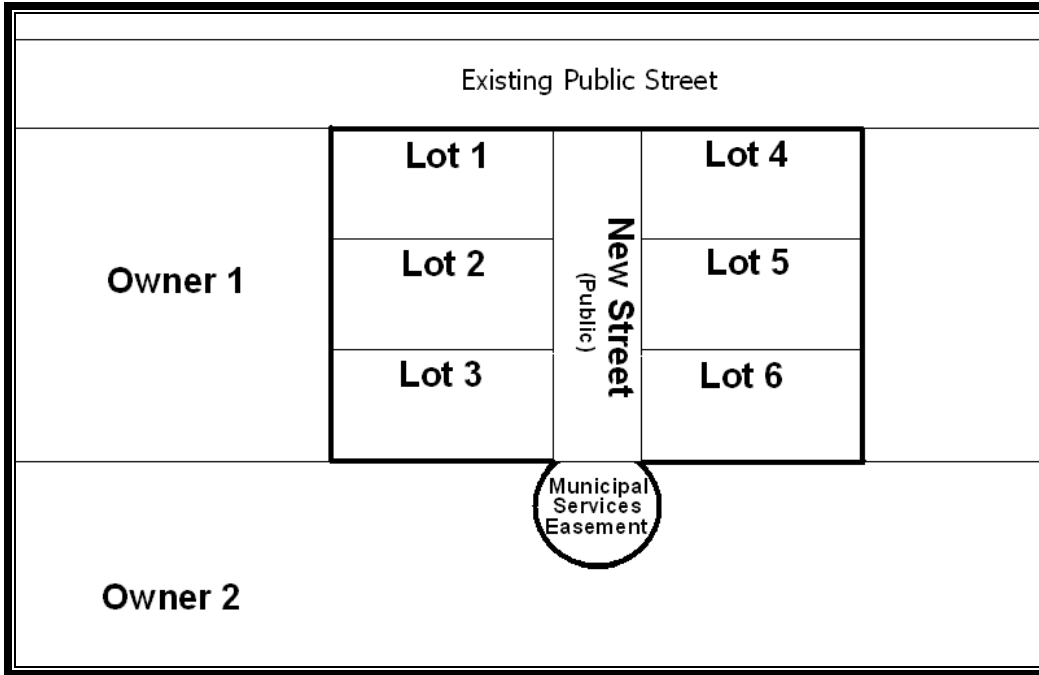 Existing Public Street
Lot 1
Lot 4
Owner 1
Lot 2
New Street
(Public)
Lot 5
Lot 3
Lot 6
Municipal
Services
Easement
Owner 2